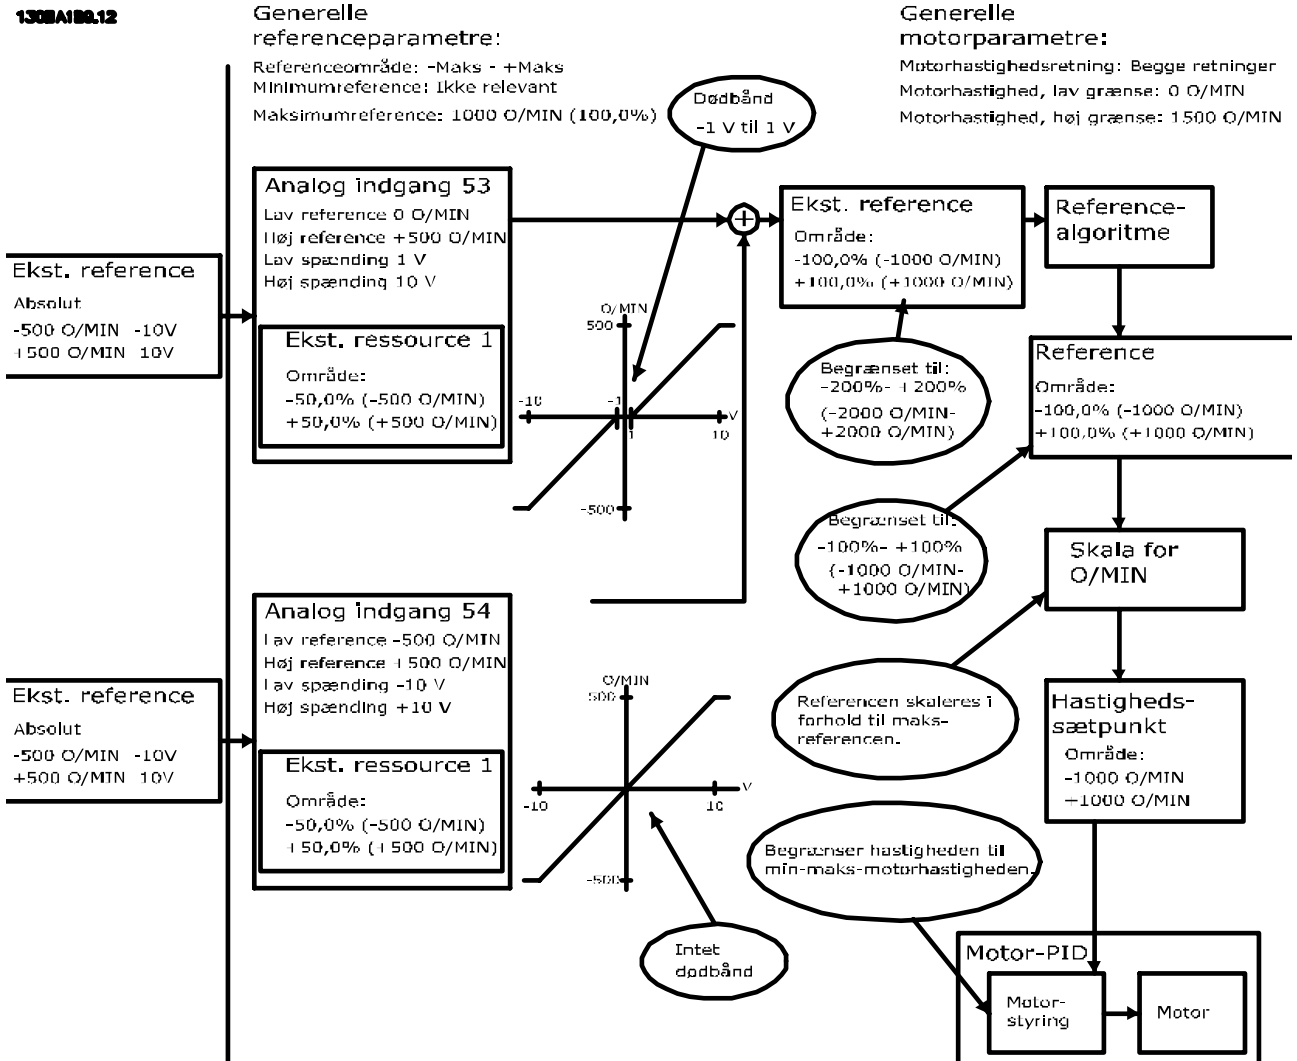 130BA189.12
Generelle
referenceparametre:
Referenceområde: -Maks - +Maks
Minimumreference: Ikke relevant
Maksimumreference: 1000 O/MIN (100,0%)
Generelle
motorparametre:
Motorhastighedsretning: Begge retninger
Motorhastighed, lav grænse: 0 O/MIN
Motorhastighed, høj grænse: 1500 O/MIN
Dødbånd
-1 V til 1 V
Ekst. reference
Absolut
-500 O/MIN -10V
+500 O/MIN 10V
Analog indgang 53
Lav reference 0 O/MIN
Høj reference +500 O/MIN
Lav spænding 1 V
Høj spænding 10 V
Ekst. ressource 1
Område:
-50,0% (-500 O/MIN)
+50,0% (+500 O/MIN)
O/MIN
500
-10
-1
V
1
10
-500
Ekst. reference
Område:
-100,0% (-1000 O/MIN)
+100,0% (+1000 O/MIN)
Reference-
algoritme
Begrænset til:
-200%- +200%
(-2000 O/MIN-
+2000 O/MIN)
Reference
Område:
-100,0% (-1000 O/MIN)
+100,0% (+1000 O/MIN)
Begrænset til:
-100%- +100%
(-1000 O/MIN-
+1000 O/MIN)
Skala for
O/MIN
Ekst. reference
Absolut
-500 O/MIN -10V
+500 O/MIN 10V
Analog indgang 54
Lav reference -500 O/MIN
Høj reference +500 O/MIN
Lav spænding -10 V
Høj spænding +10 V
Ekst. ressource 1
Område:
-50,0% (-500 O/MIN)
+50,0% (+500 O/MIN)
O/MIN
500
-10
10
V
-500
Intet
dødbånd
Referencen skaleres i
forhold til maks-
referencen.
Hastigheds-
sætpunkt
Område:
-1000 O/MIN
+1000 O/MIN
Begrænser hastigheden til
min-maks-motorhastigheden.
Motor-PID
Motor-
styring
Motor